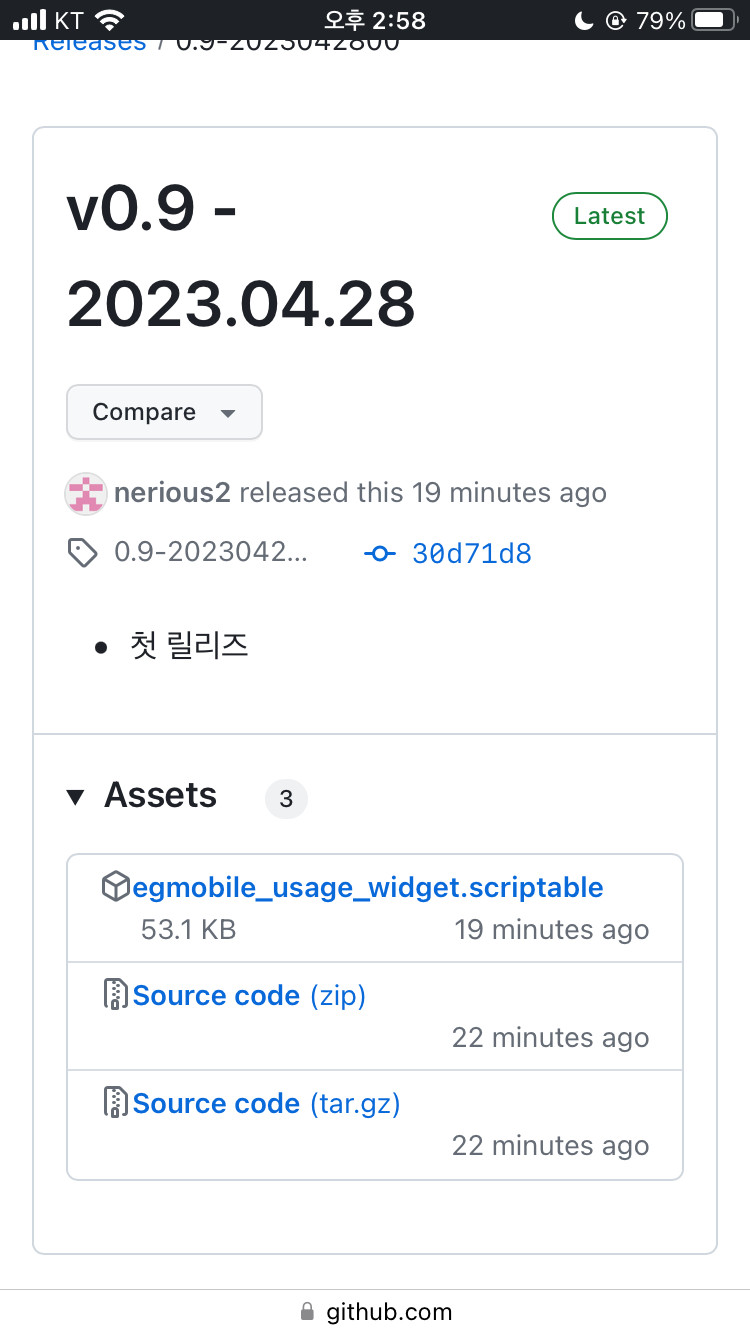 KT 오후 2:58 79%
Releases / 0.9-2023042800
v0.9 -
Latest
2023.04.28
Compare
nerious2 released this 19 minutes ago
0.9-2023042... 30d71d8
• 첫 릴리즈
Assets 3
egmobile_usage_widget.scriptable
53.1 KB 19 minutes ago
Source code (zip)
22 minutes ago
Source code (tar.gz)
22 minutes ago
github.com